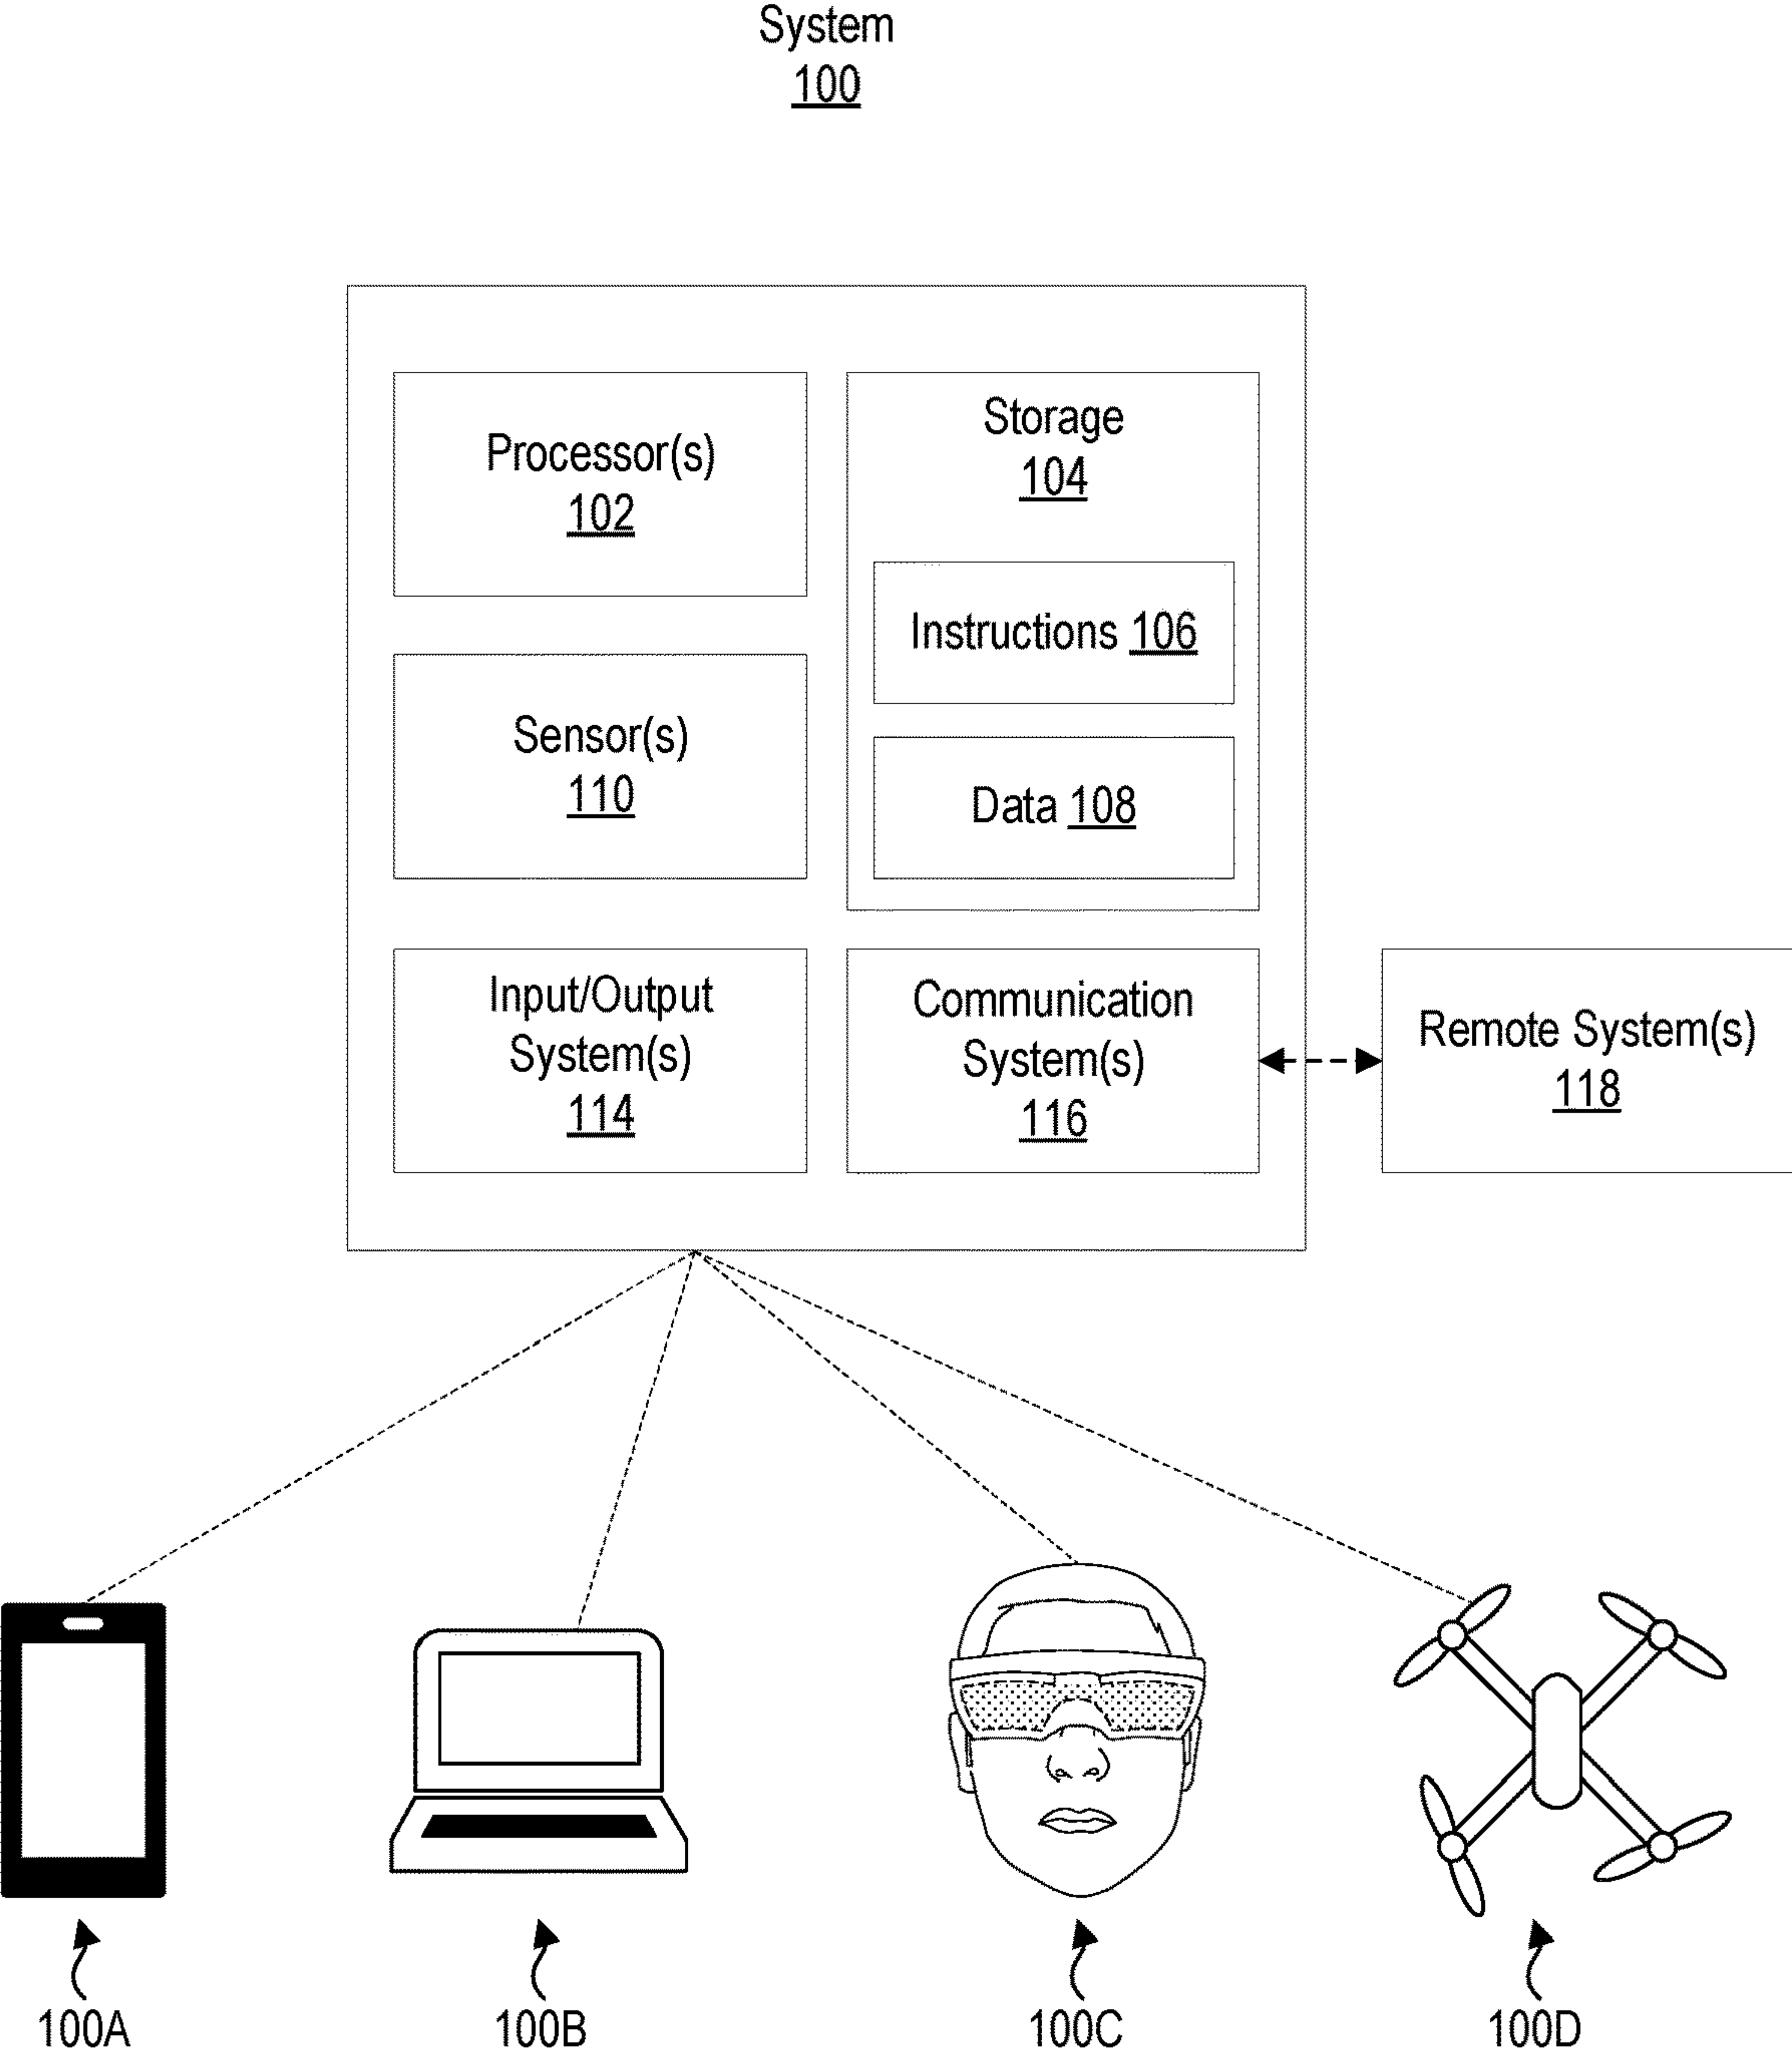 System
100
Processor(s)
102
Storage
104
Instructions 106
Data 108
Sensor(s)
110
Input/Output
System(s)
114
Communication
System(s)
116
Remote System(s)
118
100A
100B
100C
100D